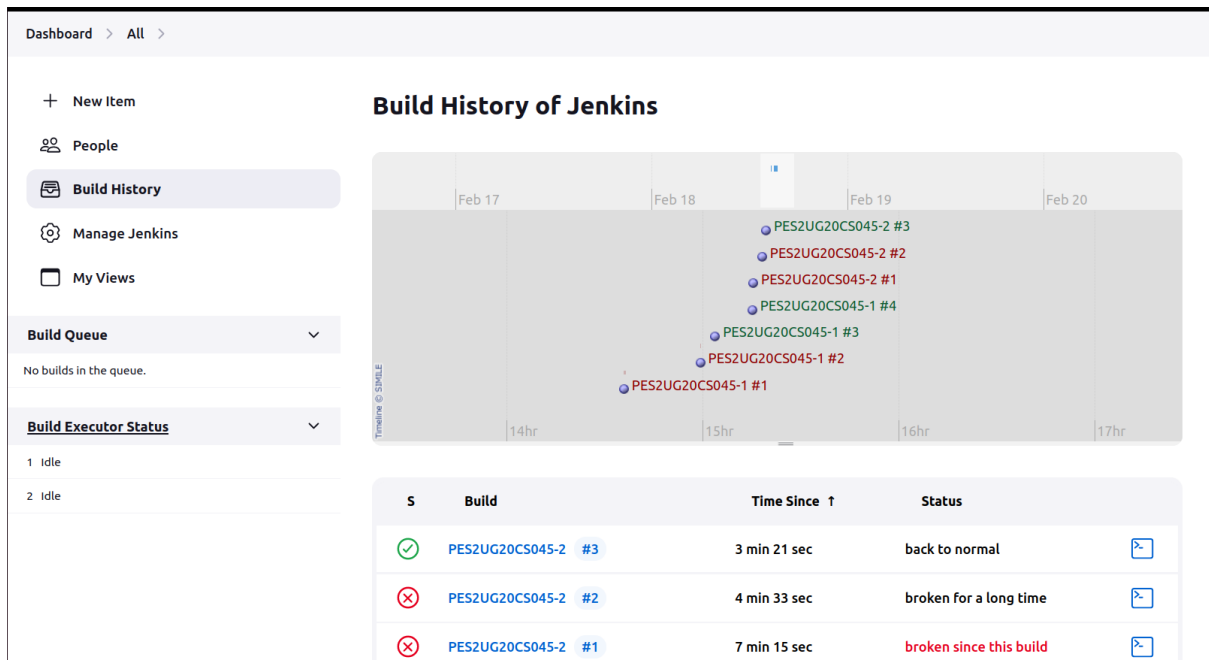 Dashboard > All >
New Item
People
Build History
Manage Jenkins
My Views
Build Queue
No builds in the queue.
Build Executor Status
1 Idle
2 Idle
Build History of Jenkins
Feb 17 Feb 18 Feb 19 Feb 20
PES2UG20CS045-2 #3
PES2UG20CS045-2 #2
PES2UG20CS045-2 #1
PES2UG20CS045-1 #4
PES2UG20CS045-1 #3
PES2UG20CS045-1 #2
PES2UG20CS045-1 #1
Timeline © SIMILE
14hr 15hr 16hr 17hr
S Build Time Since ↑ Status
PES2UG20CS045-2 #3 3 min 21 sec back to normal
PES2UG20CS045-2 #2 4 min 33 sec broken for a long time
PES2UG20CS045-2 #1 7 min 15 sec broken since this build